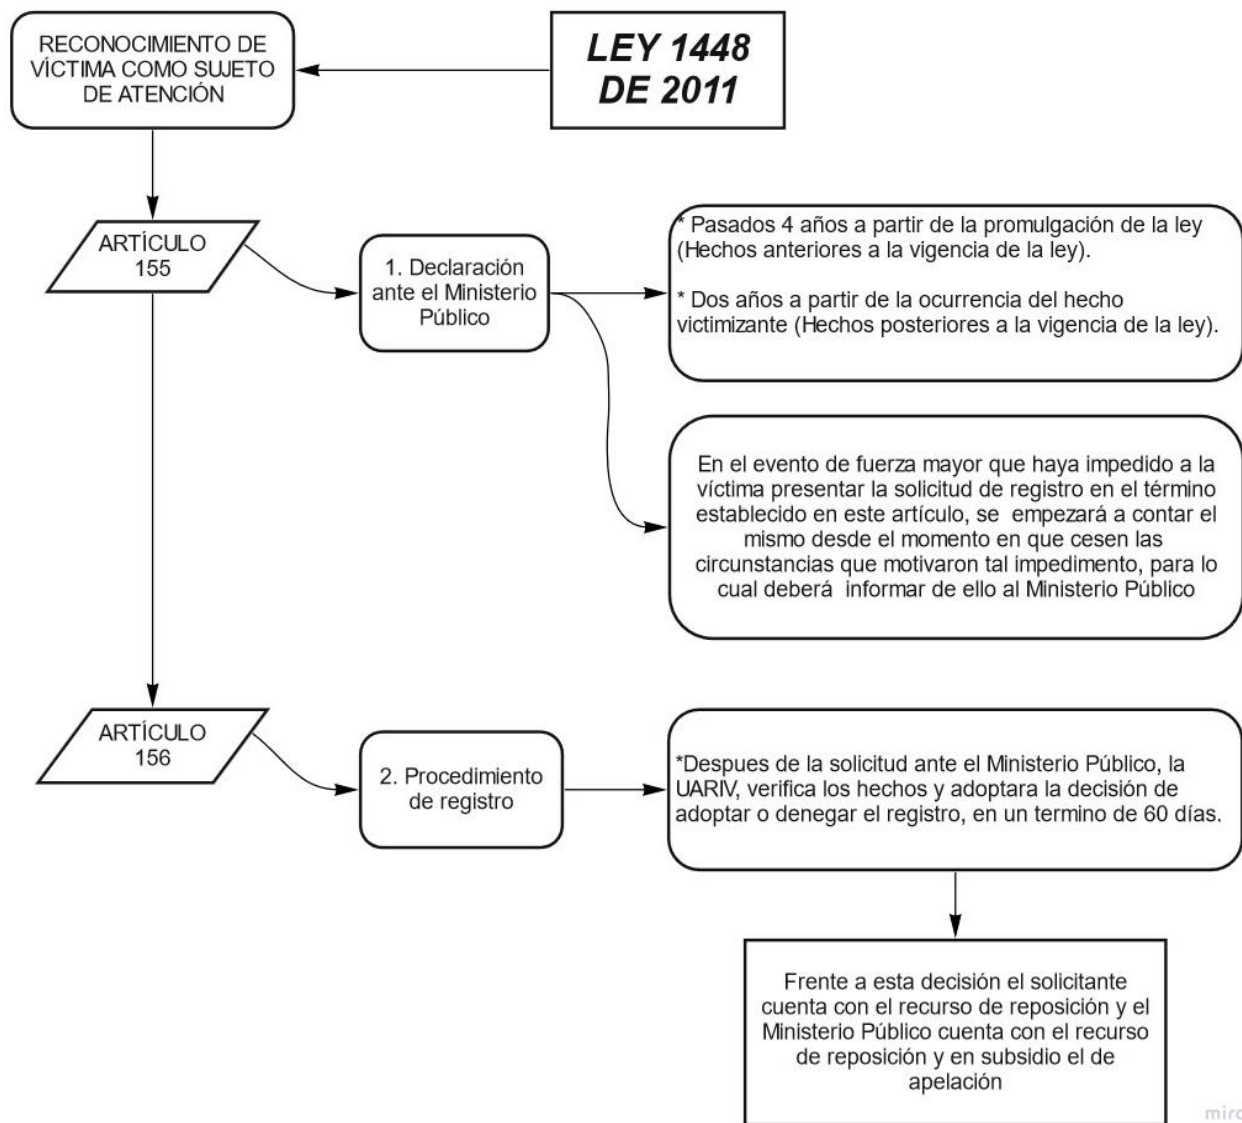 RECONOCIMIENTO DE
VÍCTIMA COMO SUJETO
DE ATENCIÓN
LEY 1448
DE 2011
ARTÍCULO
155
1. Declaración
ante el Ministerio
Público
* Pasados 4 años a partir de la promulgación de la ley
(Hechos anteriores a la vigencia de la ley).
* Dos años a partir de la ocurrencia del hecho
victimizante (Hechos posteriores a la vigencia de la ley).
En el evento de fuerza mayor que haya impedido a la
víctima presentar la solicitud de registro en el término
establecido en este artículo, se empezará a contar el
mismo desde el momento en que cesen las
circunstancias que motivaron tal impedimento, para lo
cual deberá informar de ello al Ministerio Público
ARTÍCULO
156
2. Procedimiento
de registro
*Despues de la solicitud ante el Ministerio Público, la
UARIV, verifica los hechos y adoptara la decisión de
adoptar o denegar el registro, en un termino de 60 días.
Frente a esta decisión el solicitante
cuenta con el recurso de reposición y el
Ministerio Público cuenta con el recurso
de reposición y en subsidio el de
apelación